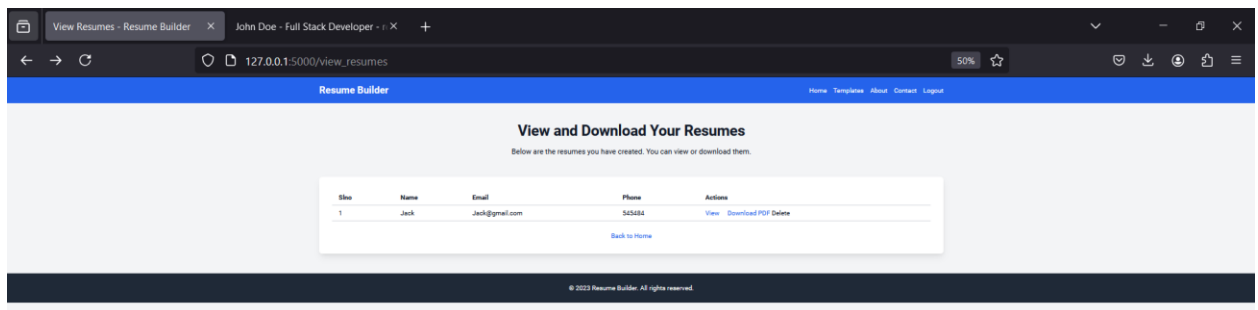 View Resumes - Resume Builder John Doe - Full Stack Developer -
127.0.0.1:5000/view_resumes 50%
Resume Builder Home Templates About Contact Logout
View and Download Your Resumes
Below are the resumes you have created. You can view or download them.
Slno Name Email Phone Actions
1 Jack Jack@gmail.com 545484 View Download PDF Delete
Back to Home
© 2023 Resume Builder. All rights reserved.